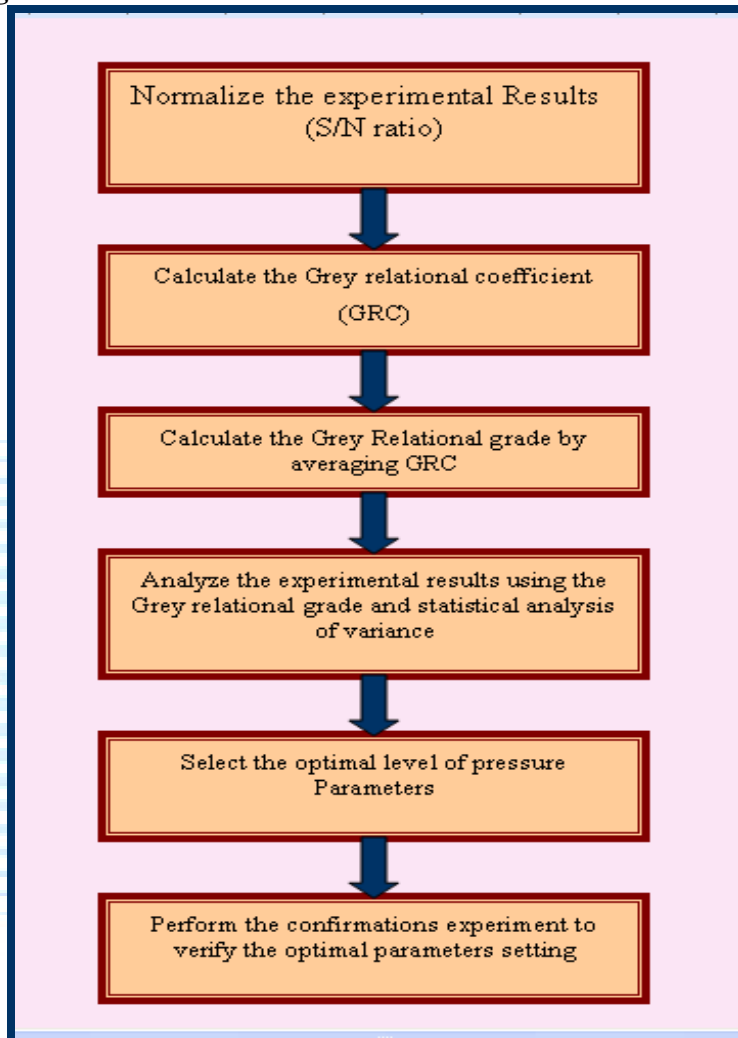 Normalize the experimental Results
(S/N ratio)
Calculate the Grey relational coefficient
(GRC)
Calculate the Grey Relational grade by
averaging GRC
Analyze the experimental results using the
Grey relational grade and statistical analysis
of variance
Select the optimal level of pressure
Parameters
Perform the confirmations experiment to
verify the optimal parameters setting